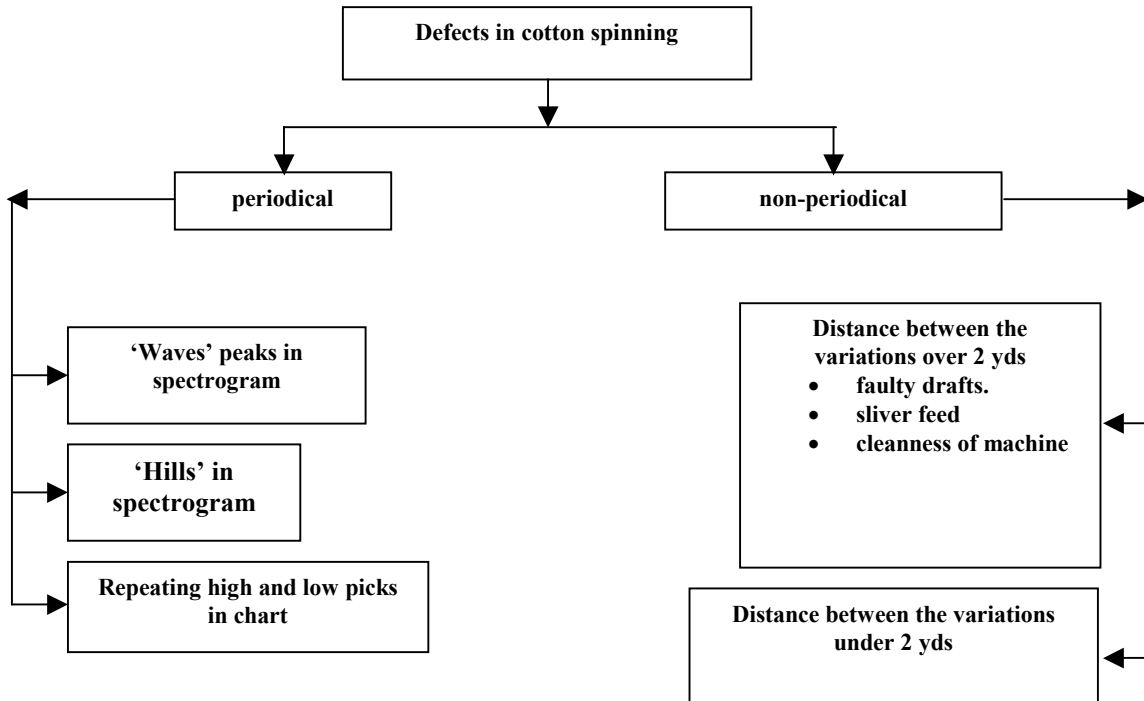 Defects in cotton spinning
periodical
non-periodical
‘Waves’ peaks in
spectrogram
‘Hills’ in
spectrogram
Repeating high and low picks
in chart
Distance between the
variations over 2 yds
• faulty drafts.
• sliver feed
• cleanness of machine
Distance between the variations
under 2 yds